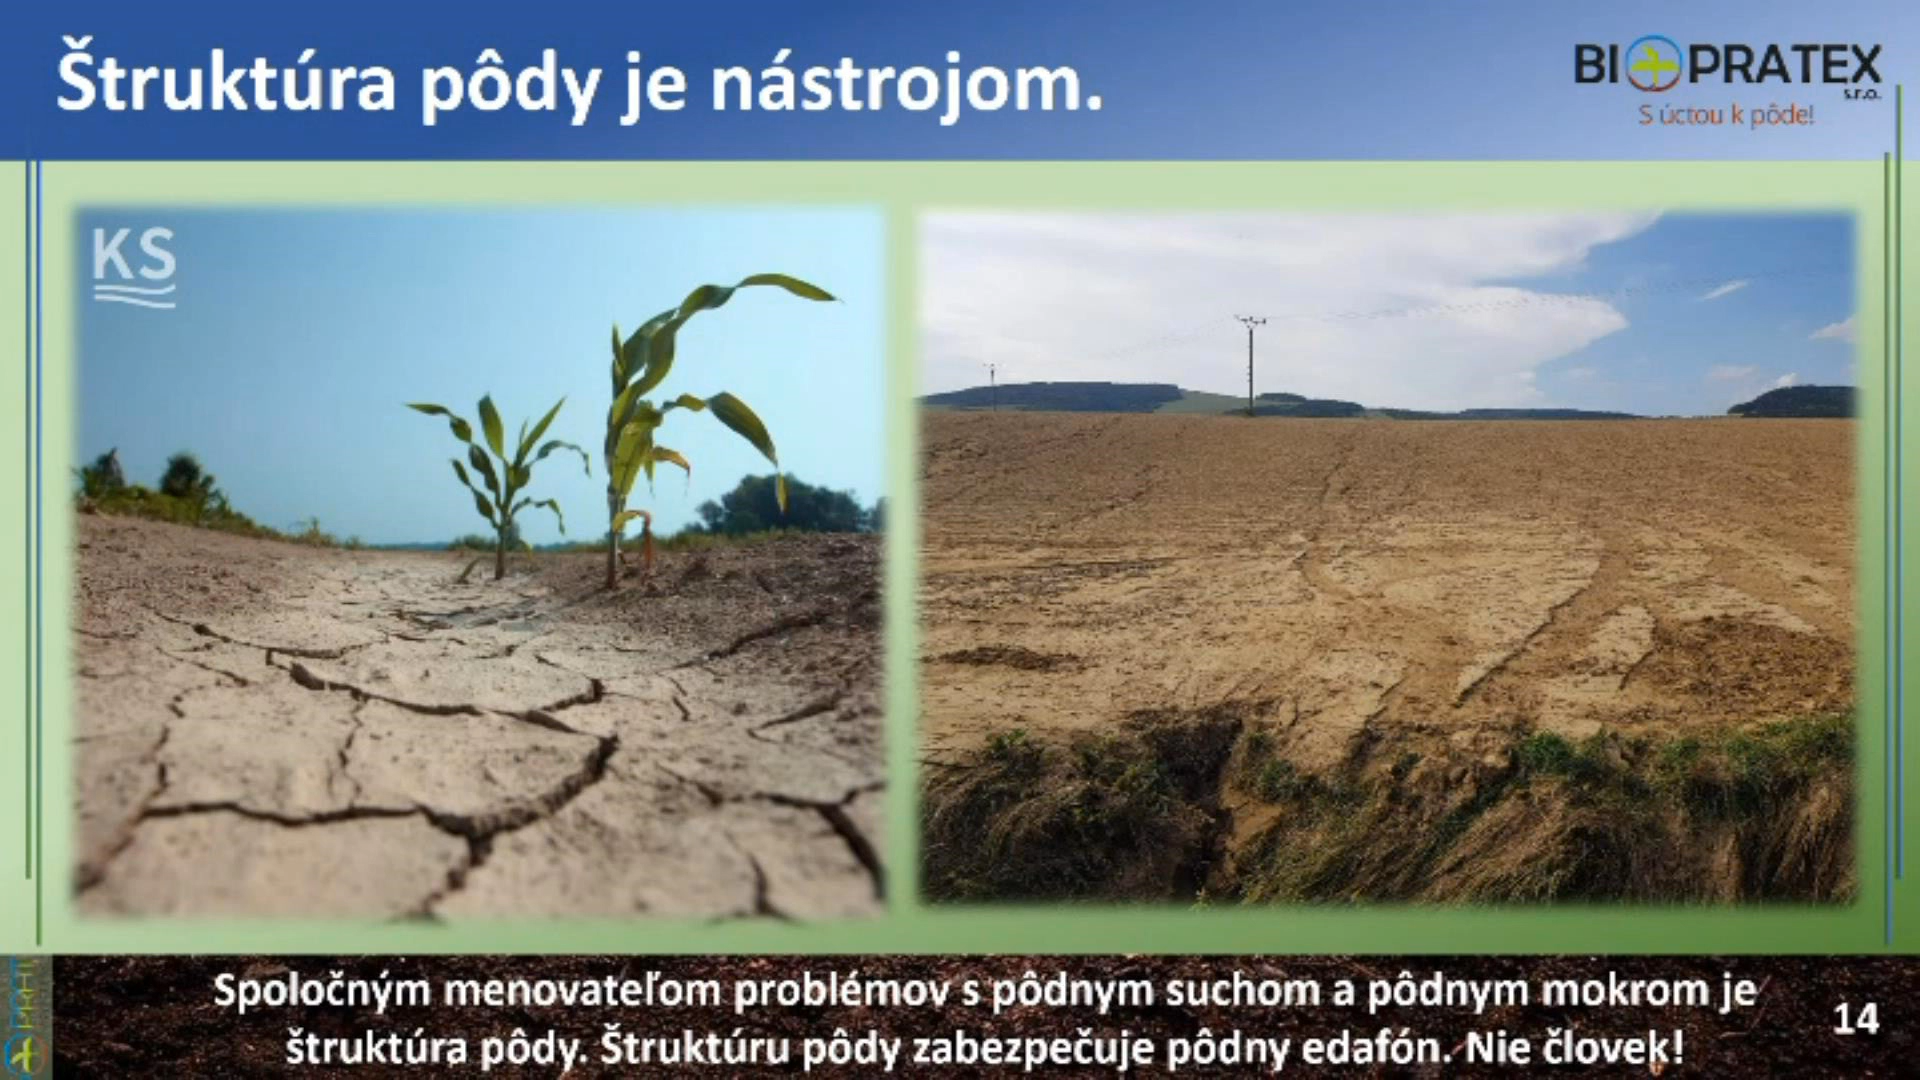 Štruktúra pôdy je nástrojom.
BIOPRATEX
s.r.o.
S úctou k pôde!
KS
Spoločným menovateľom problémov s pôdnym suchom a pôdnym mokrom je
štruktúra pôdy. Štruktúru pôdy zabezpečuje pôdny edafón. Nie človek!
14